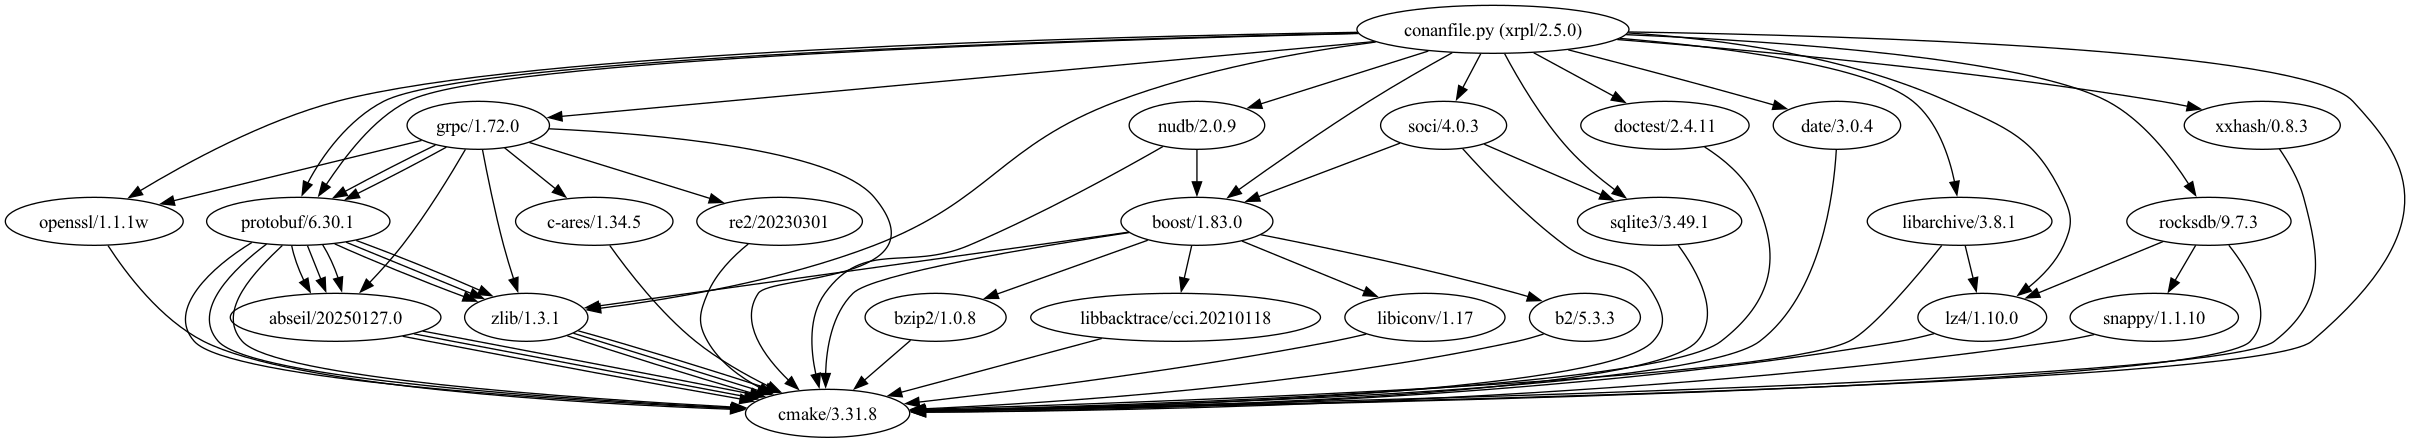 conanfile.py (xrpl/2.5.0)
grpc/1.72.0
nudb/2.0.9
soci/4.0.3
doctest/2.4.11
date/3.0.4
xxhash/0.8.3
openssl/1.1.1w
protobuf/6.30.1
c-ares/1.34.5
re2/20230301
boost/1.83.0
sqlite3/3.49.1
libarchive/3.8.1
rocksdb/9.7.3
abseil/20250127.0
zlib/1.3.1
bzip2/1.0.8
libbacktrace/cci.20210118
libiconv/1.17
b2/5.3.3
lz4/1.10.0
snappy/1.1.10
cmake/3.31.8